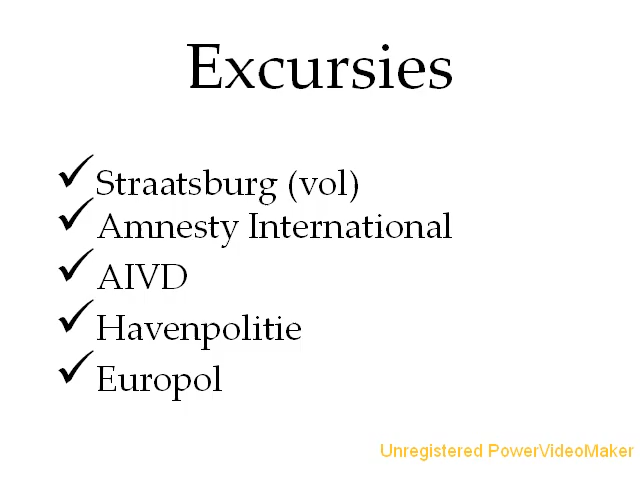 Excursies
Straatsburg (vol)
Amnesty International
AIVD
Havenpolitie
Europol
Unregistered PowerVideoMaker